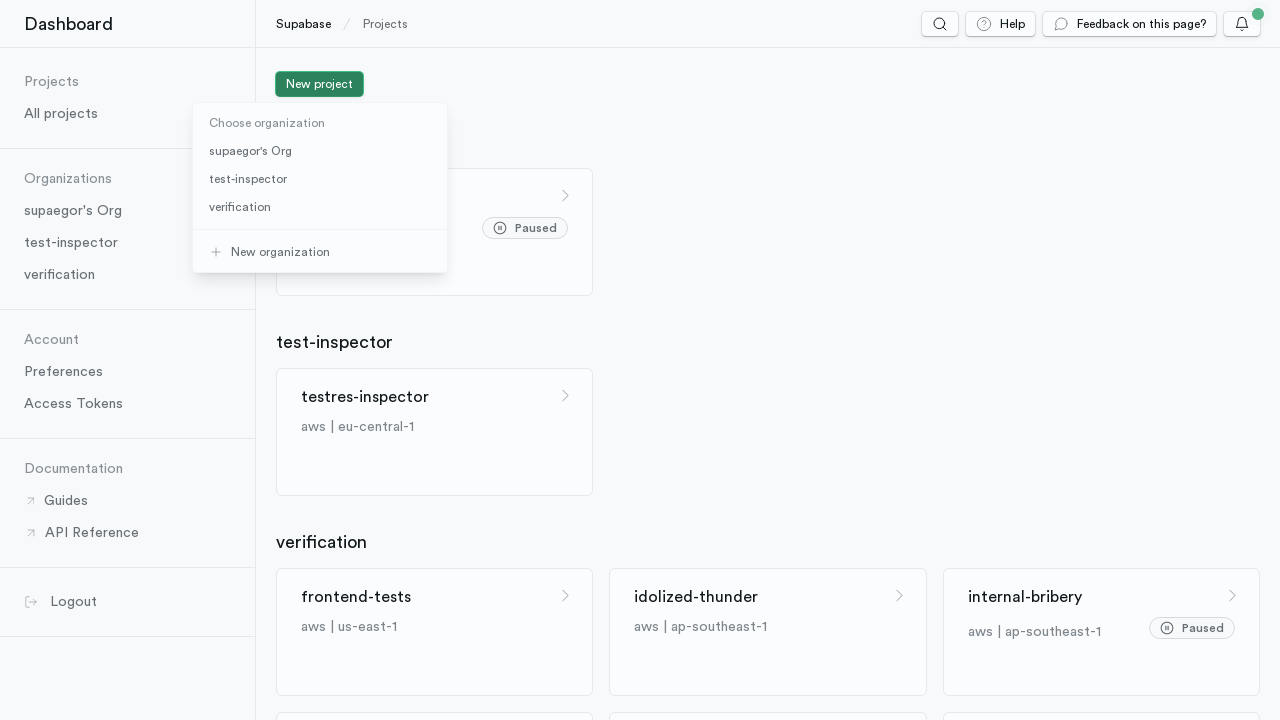 Dashboard
Supabase / Projects
Help
Feedback on this page?
Projects
All projects
Organizations
supaegor's Org
test-inspector
verification
Account
Preferences
Access Tokens
Documentation
Guides
API Reference
Logout
New project
Choose organization
supaegor's Org
test-inspector
verification
New organization
Paused
test-inspector
testres-inspector
aws | eu-central-1
verification
frontend-tests
aws | us-east-1
idolized-thunder
aws | ap-southeast-1
internal-bribery
aws | ap-southeast-1
Paused